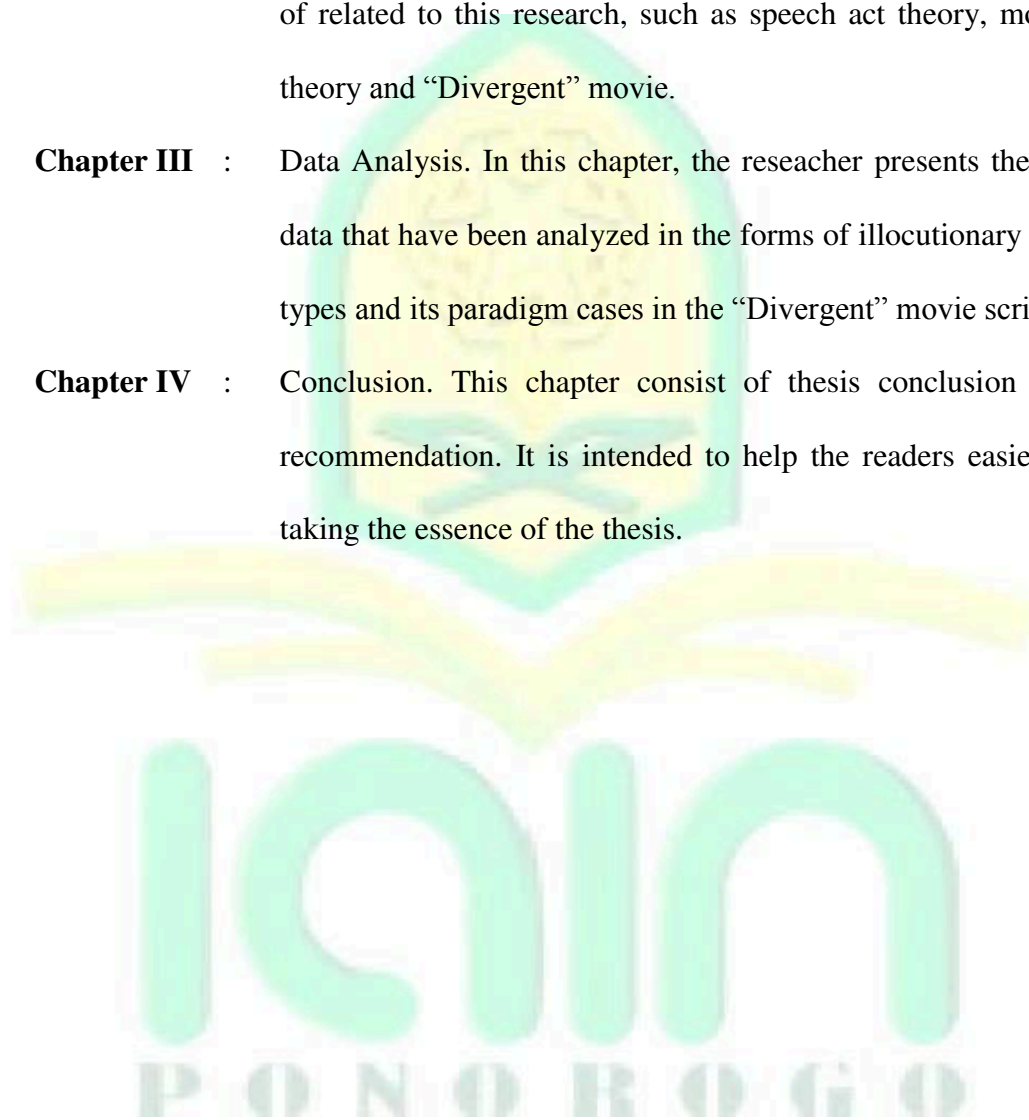 of related to this research, such as speech act theory,
theory and “Divergent” movie.
Chapter III : Data Analysis. In this chapter, the reseacher presents the
data that have been analyzed in the forms of illocutionary
types and its paradigm cases in the “Divergent” movie
Chapter IV : Conclusion. This chapter consist of thesis conclusion
recommendation. It is intended to help the readers
taking the essence of the thesis.
iain
PONOROGO